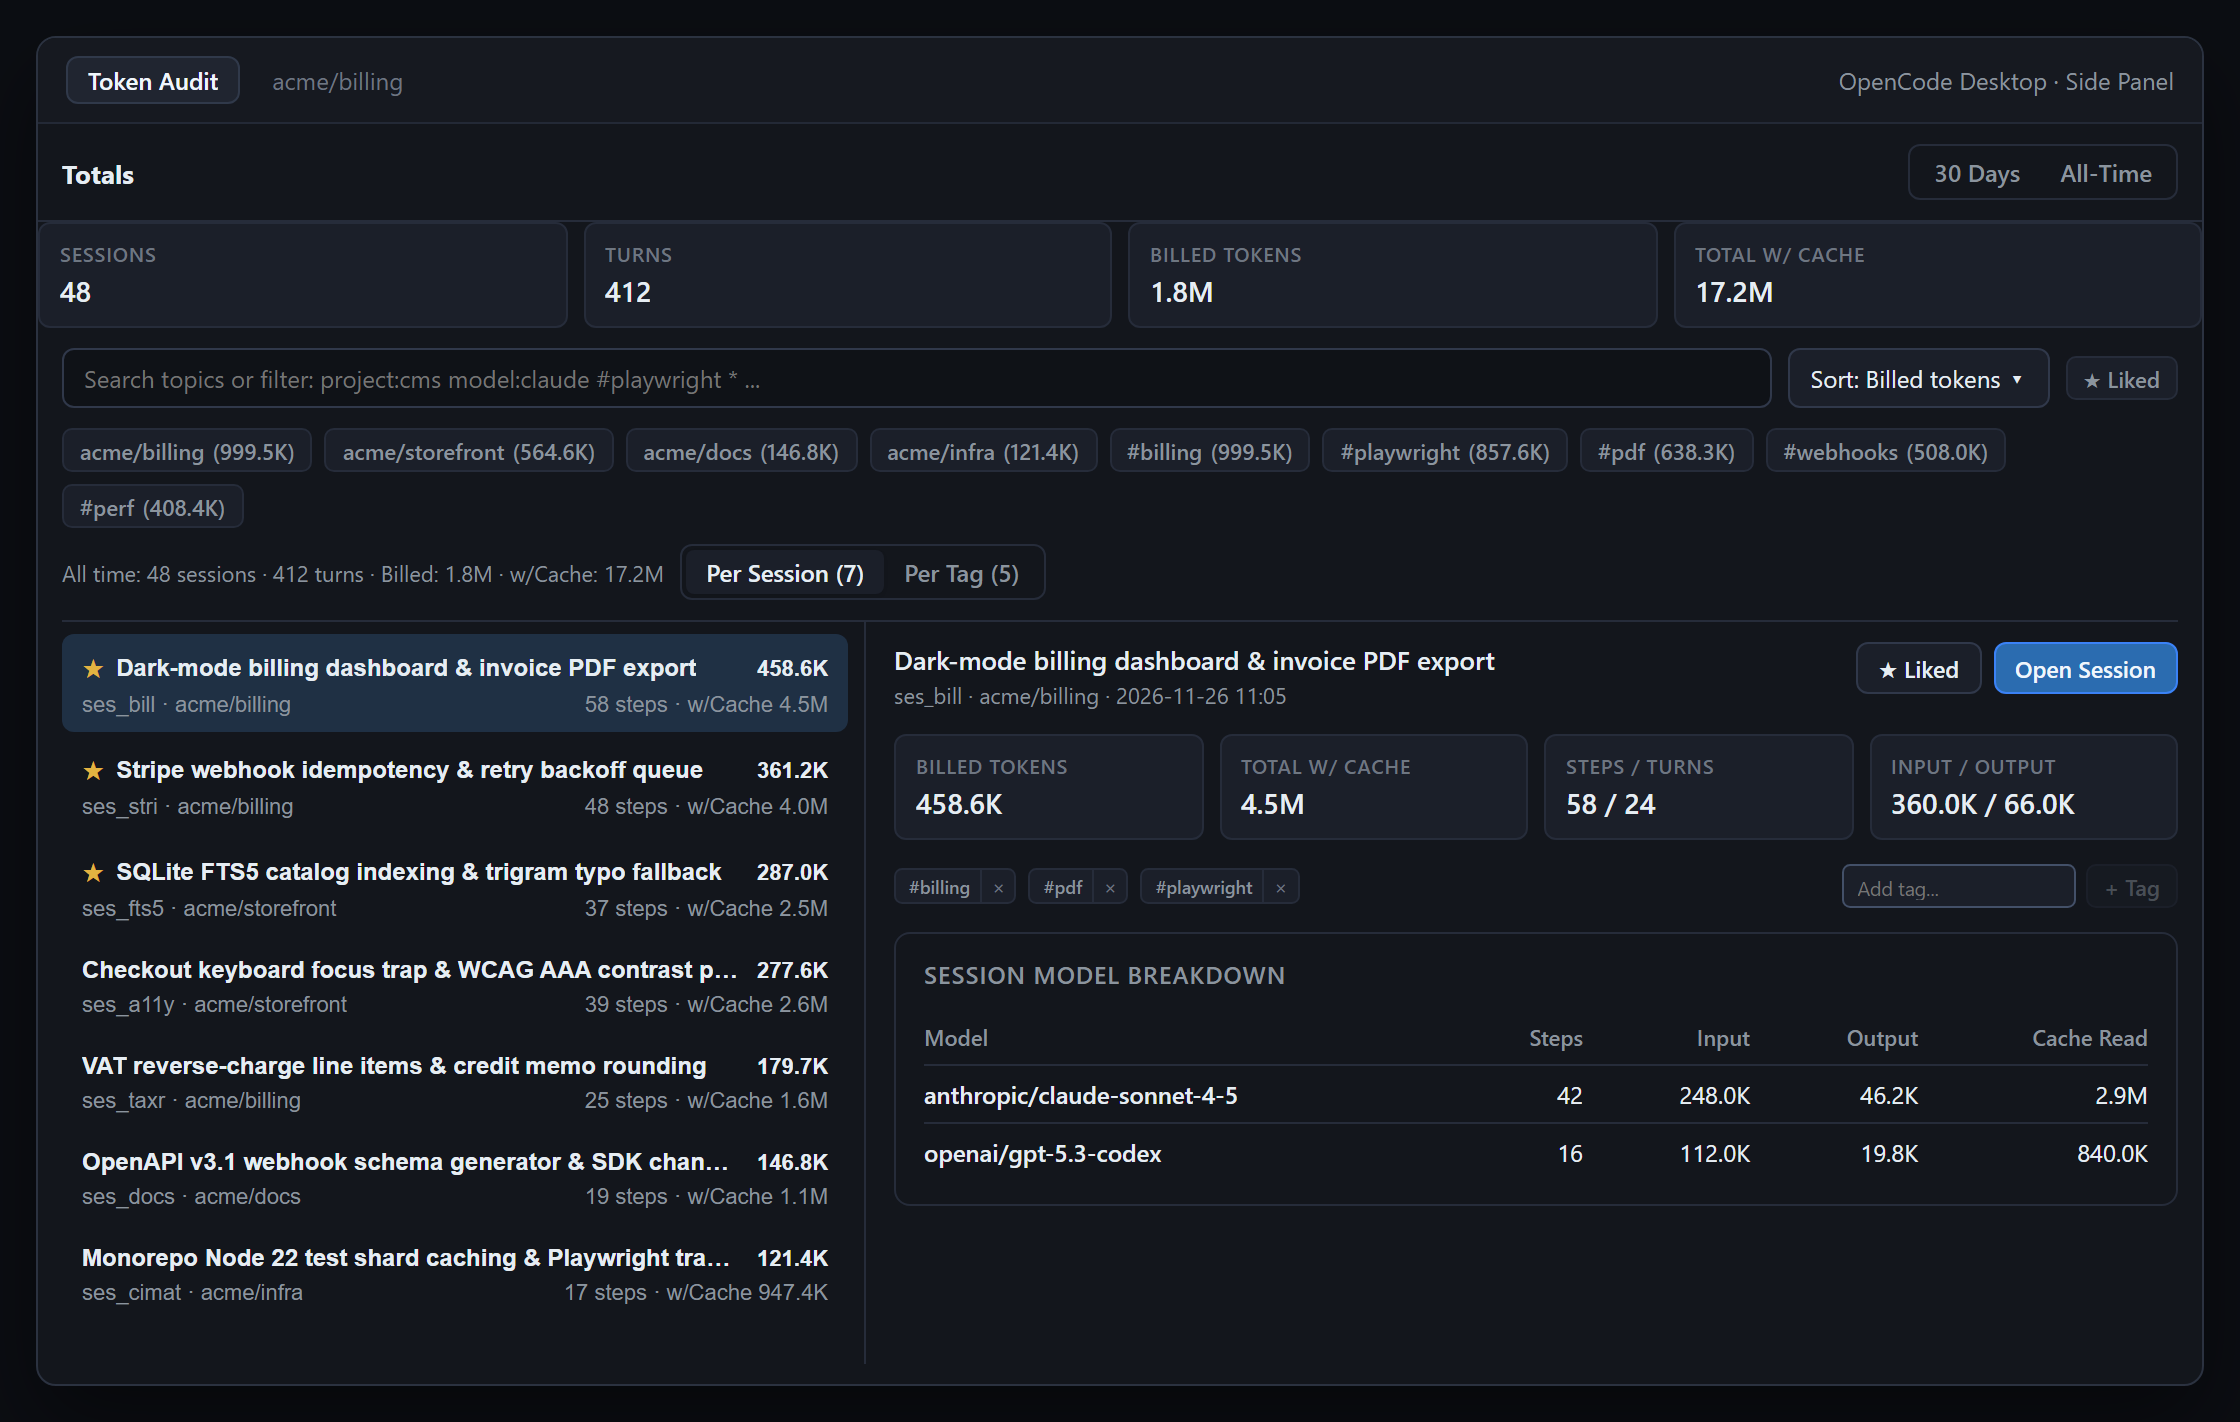 Token Audit acme/billing OpenCode Desktop · Side Panel
Totals 30 Days All-Time
SESSIONS TURNS BILLED TOKENS TOTAL W/ CACHE
48 412 1.8M 17.2M
Search topics or filter: project:cms model:claude #playwright * ... Sort: Billed tokens ▾ ★ Liked
acme/billing (999.5K) acme/storefront (564.6K) acme/docs (146.8K) acme/infra (121.4K) #billing (999.5K) #playwright (857.6K) #pdf (638.3K) #webhooks (508.0K)
#perf (408.4K)
All time: 48 sessions · 412 turns · Billed: 1.8M · w/Cache: 17.2M Per Session (7) Per Tag (5)
★ Dark-mode billing dashboard & invoice PDF export 458.6K
ses_bill · acme/billing 58 steps · w/Cache 4.5M
★ Stripe webhook idempotency & retry backoff queue 361.2K
ses_stri · acme/billing 48 steps · w/Cache 4.0M
★ SQLite FTS5 catalog indexing & trigram typo fallback 287.0K
ses_fts5 · acme/storefront 37 steps · w/Cache 2.5M
Checkout keyboard focus trap & WCAG AAA contrast p... 277.6K
ses_a11y · acme/storefront 39 steps · w/Cache 2.6M
VAT reverse-charge line items & credit memo rounding 179.7K
ses_taxr · acme/billing 25 steps · w/Cache 1.6M
OpenAPI v3.1 webhook schema generator & SDK chan... 146.8K
ses_docs · acme/docs 19 steps · w/Cache 1.1M
Monorepo Node 22 test shard caching & Playwright tra... 121.4K
ses_cimat · acme/infra 17 steps · w/Cache 947.4K
Dark-mode billing dashboard & invoice PDF export ★ Liked Open Session
ses_bill · acme/billing · 2026-11-26 11:05
BILLED TOKENS TOTAL W/ CACHE STEPS / TURNS INPUT / OUTPUT
458.6K 4.5M 58 / 24 360.0K / 66.0K
#billing × #pdf × #playwright × Add tag... + Tag
SESSION MODEL BREAKDOWN
Model Steps Input Output Cache Read
anthropic/claude-sonnet-4-5 42 248.0K 46.2K 2.9M
openai/gpt-5.3-codex 16 112.0K 19.8K 840.0K